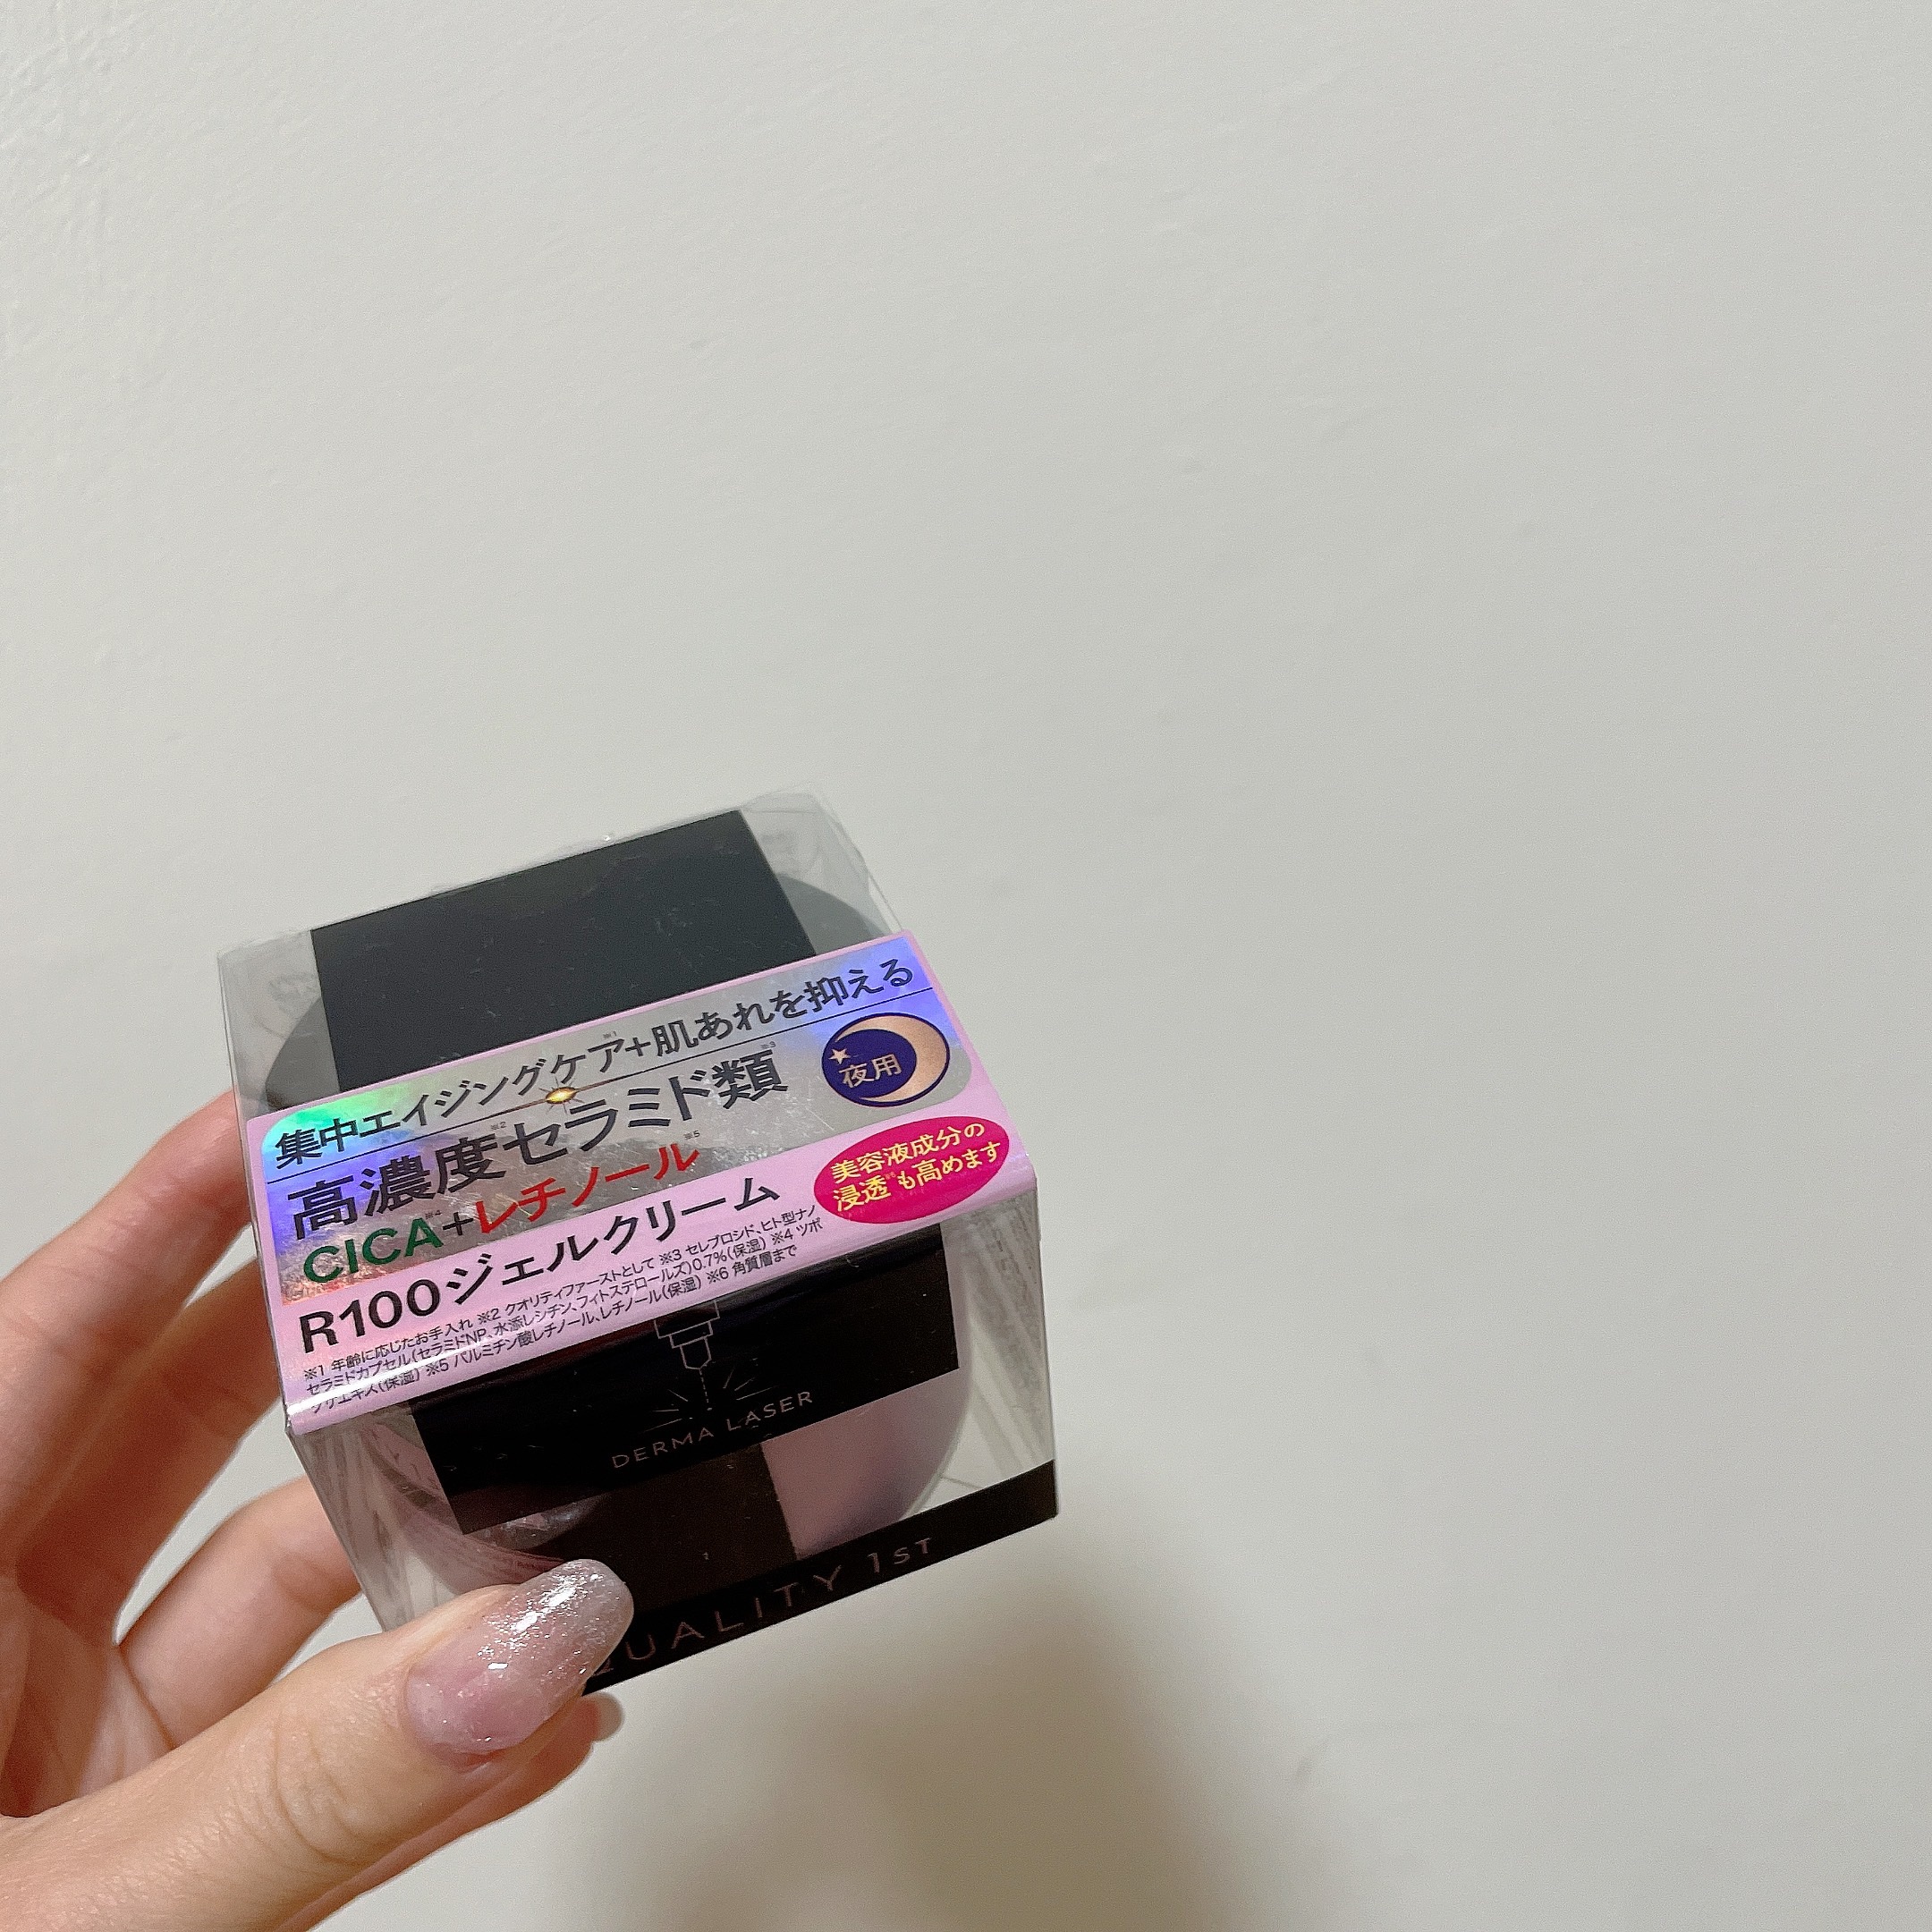 集中エイジングケア※1+肌あれを抑える
高濃度※2セラミド類※3
CICA※4+レチノール※5
夜用
美容液成分の
浸透※6も高めます
R100ジェルクリーム
※1 年齢に応じたお手入れ ※2 クオリティファーストとして ※3 セレブロシド、ヒト型ナノ
セラミドカプセル(セラミドNP、水添レシチン、フィトステロールズ)0.7%(保湿) ※4 ツボ
クサエキス(保湿) ※5 パルミチン酸レチノール、レチノール(保湿) ※6 角質層まで
DERMA LASER
QUALITY 1ST